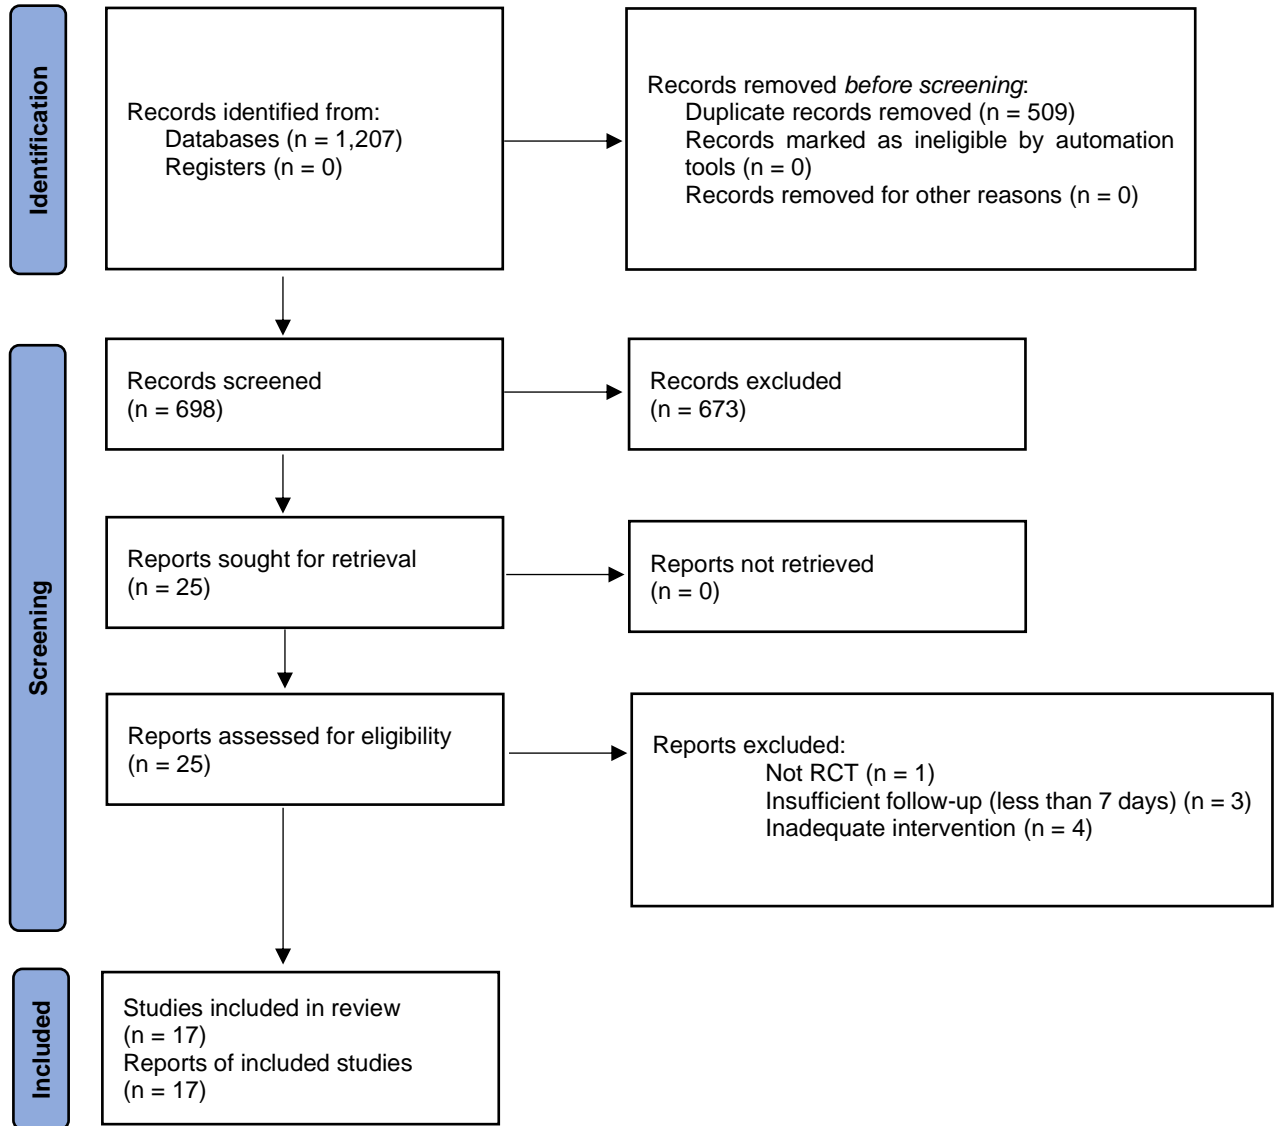 Identification
Records identified from:
Databases (n = 1,207)
Registers (n = 0)
Records removed before screening:
Duplicate records removed (n = 509)
Records marked as ineligible by automation
tools (n = 0)
Records removed for other reasons (n = 0)
Screening
Records screened
(n = 698)
Records excluded
(n = 673)
Reports sought for retrieval
(n = 25)
Reports not retrieved
(n = 0)
Reports assessed for eligibility
(n = 25)
Reports excluded:
Not RCT (n = 1)
Insufficient follow-up (less than 7 days) (n = 3)
Inadequate intervention (n = 4)
Included
Studies included in review
(n = 17)
Reports of included studies
(n = 17)